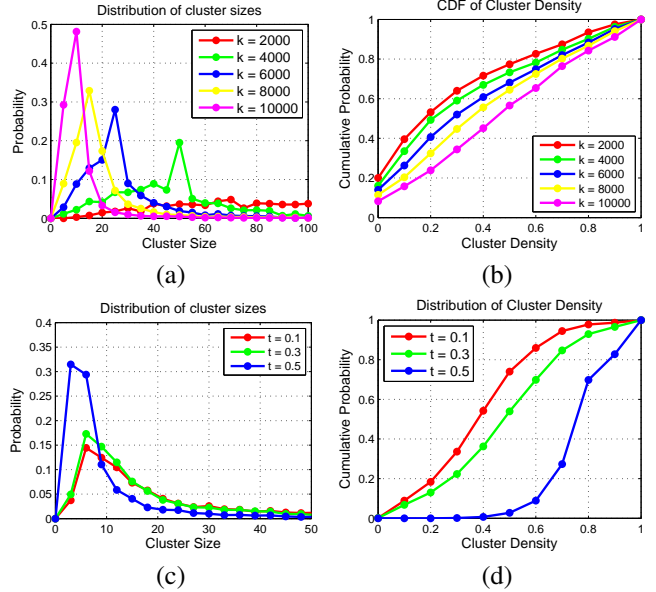 Distribution of cluster sizes
0.5
0.4
0.3
0.2
0.1
0
Probability
k = 2000
k = 4000
k = 6000
k = 8000
k = 10000
0 20 40 60 80 100
Cluster Size
(a)
CDF of Cluster Density
1
0.8
0.6
0.4
0.2
0
Cumulative Probability
k = 2000
k = 4000
k = 6000
k = 8000
k = 10000
0 0.2 0.4 0.6 0.8 1
Cluster Density
(b)
Distribution of cluster sizes
0.4
0.35
0.3
0.25
0.2
0.15
0.1
0.05
0
Probability
t = 0.1
t = 0.3
t = 0.5
0 10 20 30 40 50
Cluster Size
(c)
Distribution of Cluster Density
1
0.8
0.6
0.4
0.2
0
Cumulative Probability
t = 0.1
t = 0.3
t = 0.5
0 0.2 0.4 0.6 0.8 1
Cluster Density
(d)